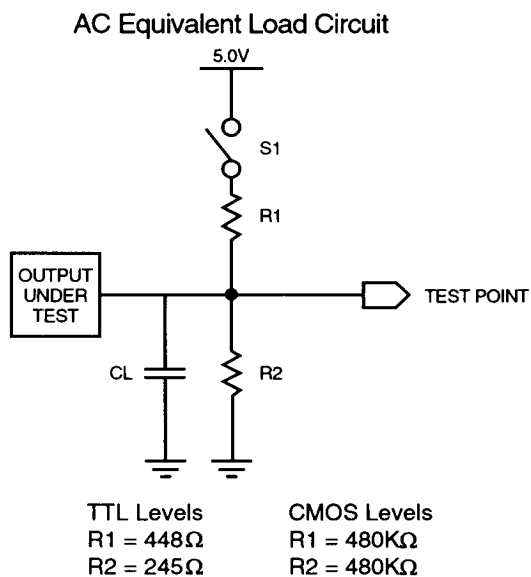 AC Equivalent Load Circuit
5.0V
S1
R1
OUTPUT
UNDER
TEST
TEST POINT
CL
R2
TTL Levels
R1 = 448Ω
R2 = 245Ω
CMOS Levels
R1 = 480KΩ
R2 = 480KΩ